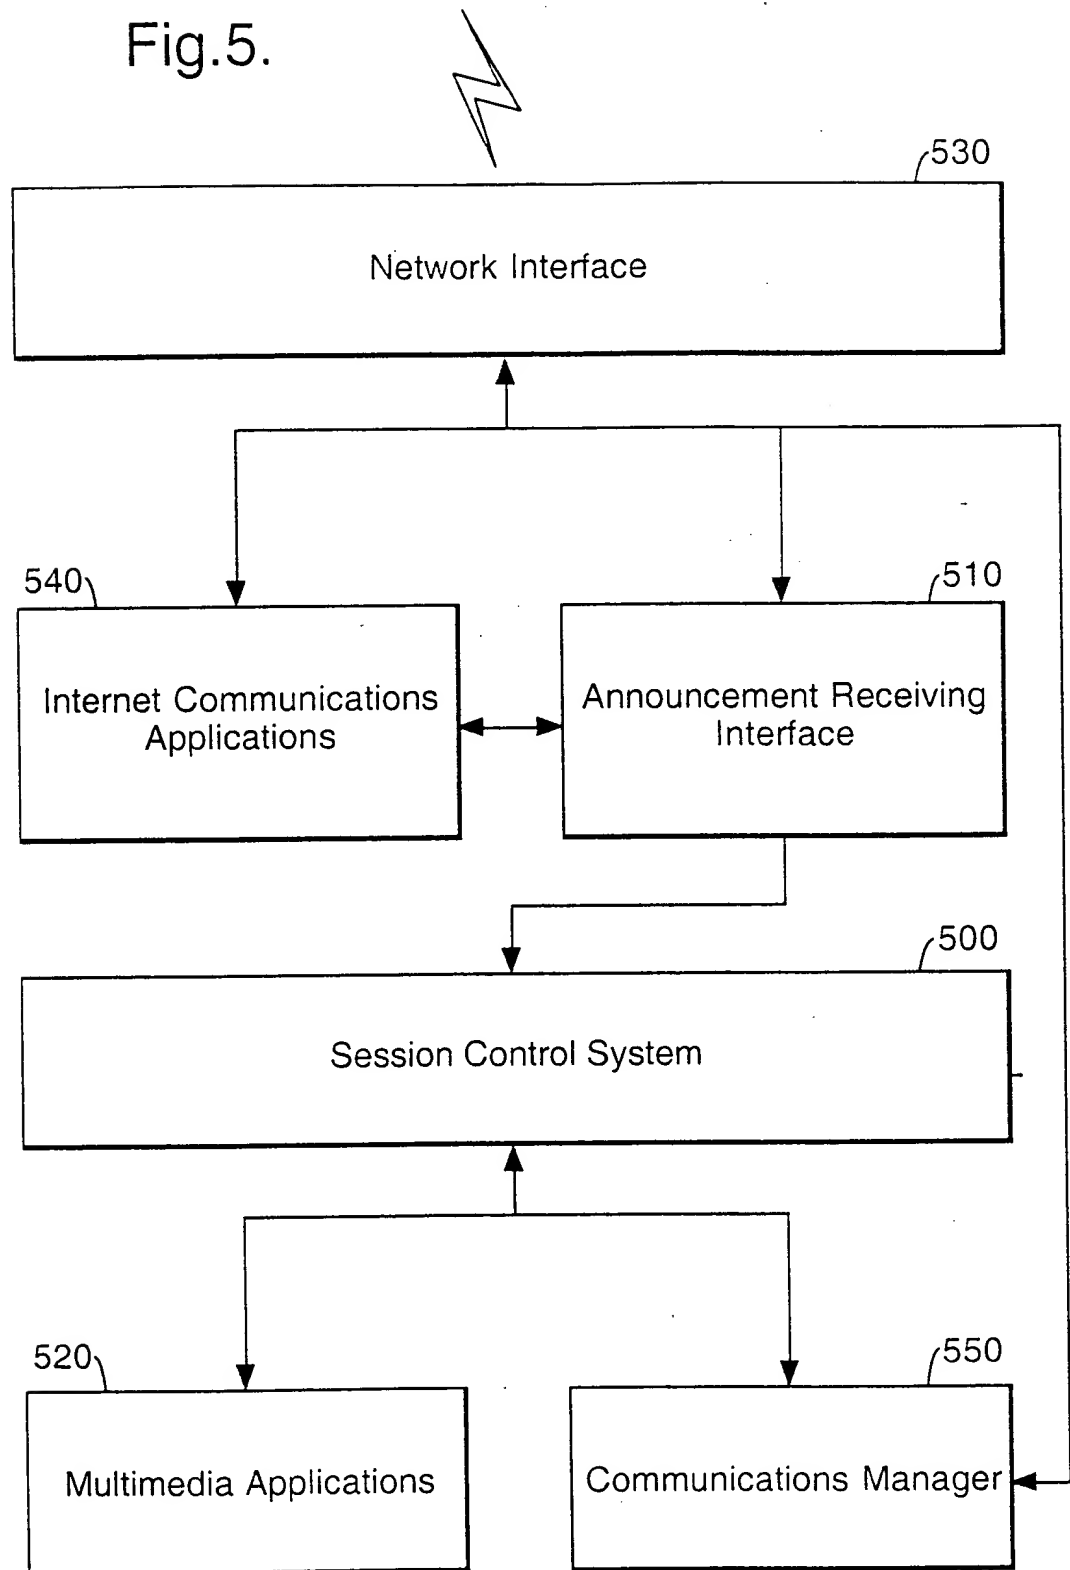 Fig.5.
530
Network Interface
540
510
Internet Communications
Applications
Announcement Receiving
Interface
500
Session Control System
520
550
Multimedia Applications
Communications Manager